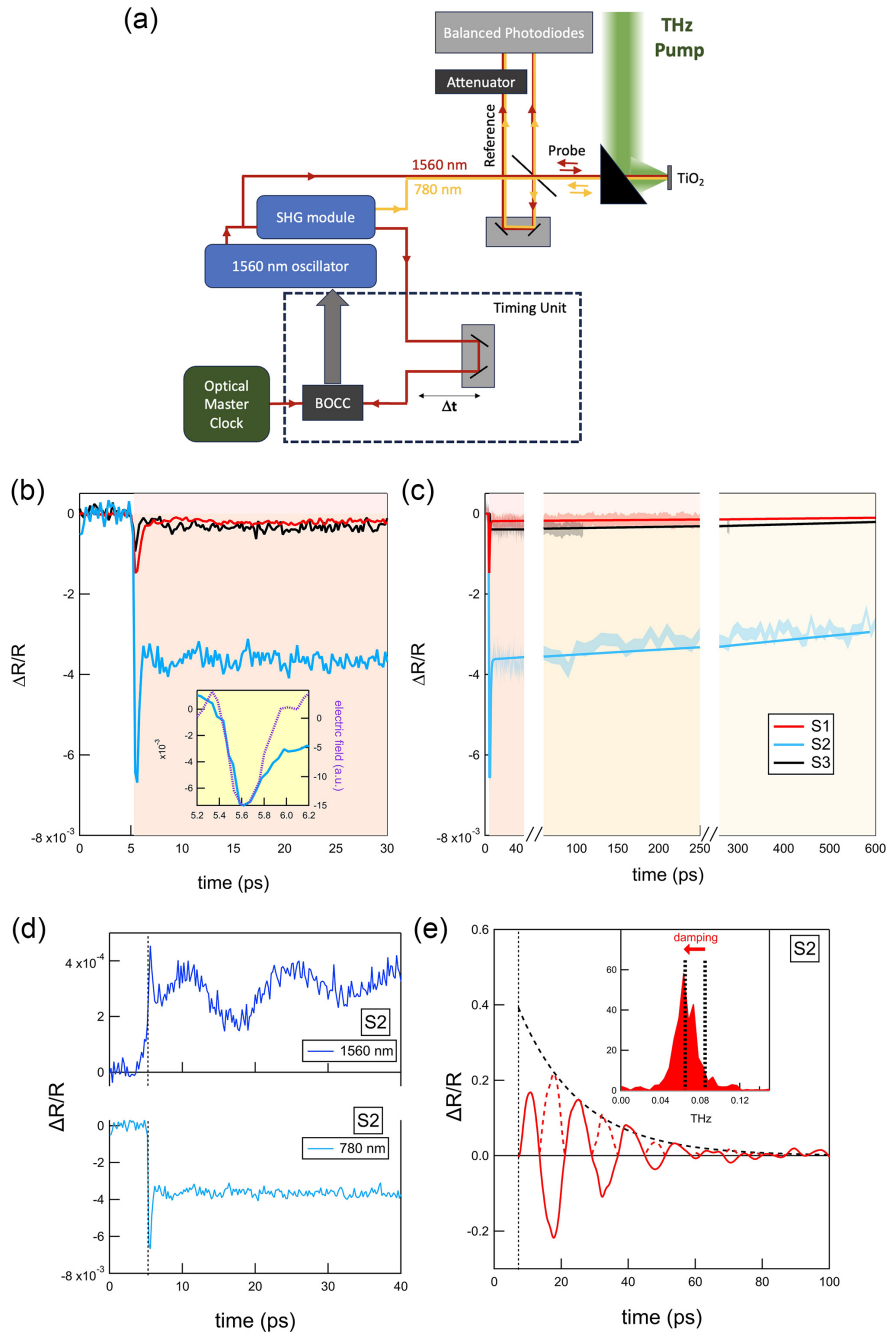 (a)
Balanced Photodiodes
THz
Pump
Attenuator
Reference
Probe
1560 nm
780 nm
TiO₂
SHG module
1560 nm oscillator
Timing Unit
Optical
Master
Clock
BOCC
Δt
(b)
0
-2
-4
-6
-8 x10⁻³
ΔR/R
0
5
10
15
20
25
30
time (ps)
x10⁻³
0
-2
-4
-6
0
-5
-10
-15
electric field (a.u.)
5.2
5.4
5.6
5.8
6.0
6.2
(c)
0
-2
-4
-6
-8 x10⁻³
ΔR/R
S1
S2
S3
0
40
//
100
150
200
250
//
300
400
500
600
time (ps)
(d)
4 x10⁻⁴
0
S2
1560 nm
ΔR/R
0
-2
-4
-6
-8 x10⁻³
S2
780 nm
0
10
20
30
40
time (ps)
(e)
0.6
0.4
0.2
0.0
-0.2
ΔR/R
S2
damping
60
40
20
0
0.00
0.04
0.08
0.12
THz
0
20
40
60
80
100
time (ps)